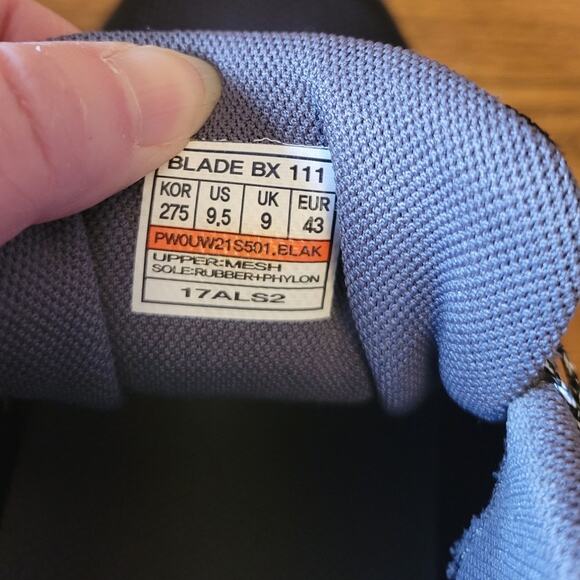 BLADE BX 111
KOR US UK EUR
275 9.5 9 43
PW0UW21S501.BLAK
UPPER:MESH
SOLE:RUBBER+PHYLON
17ALS2